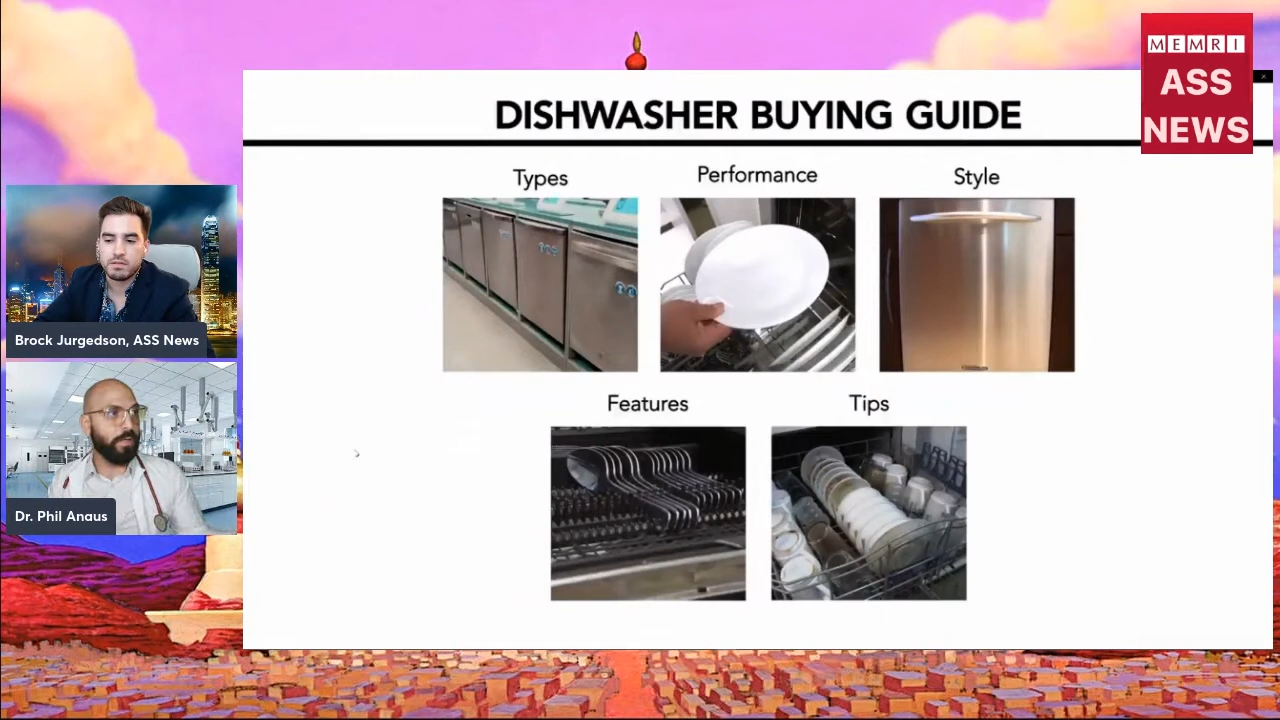 MEMRI
ASS
NEWS
DISHWASHER BUYING GUIDE
Types
Performance
Style
Brock Jurgedson, ASS News
Features
Tips
Dr. Phil Anaus